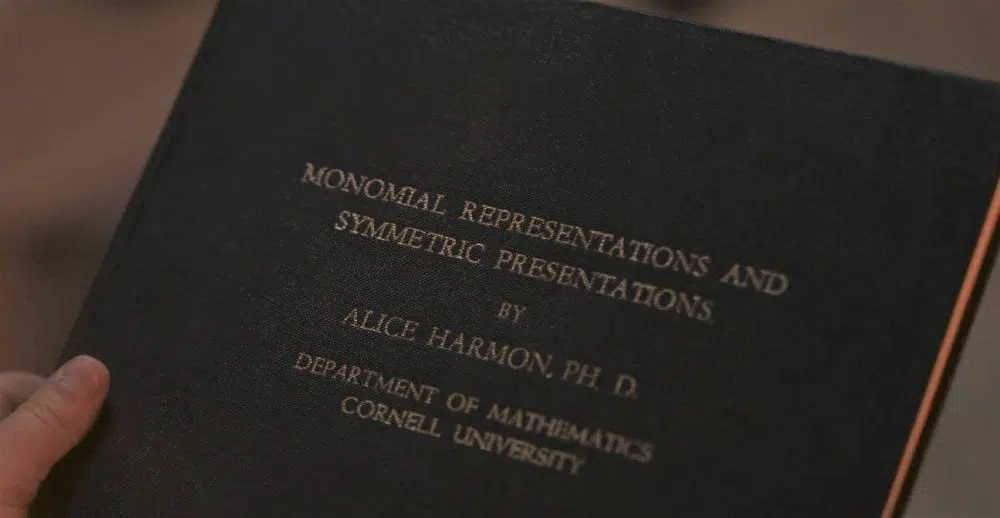 MONOMIAL REPRESENTATIONS AND
SYMMETRIC PRESENTATIONS
BY
ALICE HARMON, PH. D.
DEPARTMENT OF MATHEMATICS
CORNELL UNIVERSITY